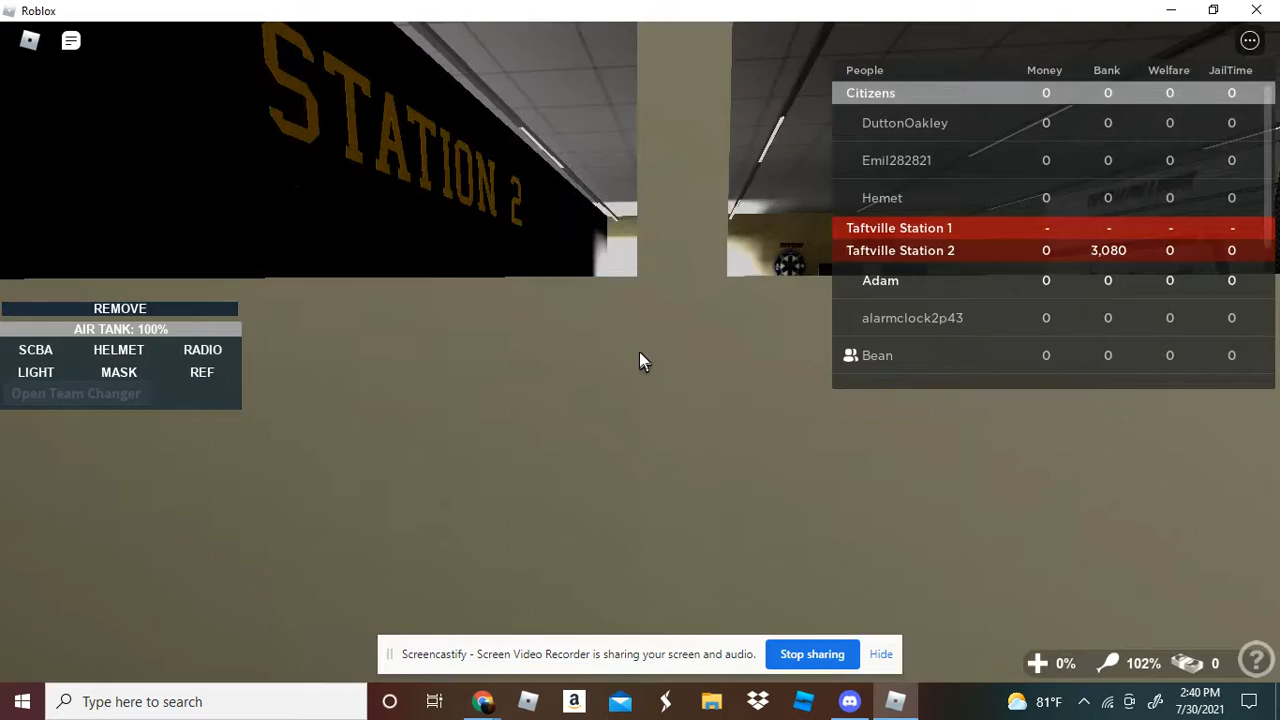 Roblox
STATION 2
People Money Bank Welfare JailTime
Citizens 0 0 0 0
DuttonOakley 0 0 0 0
Emil282821 0 0 0 0
Hemet 0 0 0 0
Taftville Station 1 - - - -
Taftville Station 2 0 3,080 0 0
Adam 0 0 0 0
alarmclock2p43 0 0 0 0
Bean 0 0 0 0
REMOVE
AIR TANK: 100%
SCBA HELMET RADIO
LIGHT MASK REF
Open Team Changer
Screencastify - Screen Video Recorder is sharing your screen and audio. Stop sharing Hide
0% 102% 0
Type here to search
81°F
2:40 PM
7/30/2021